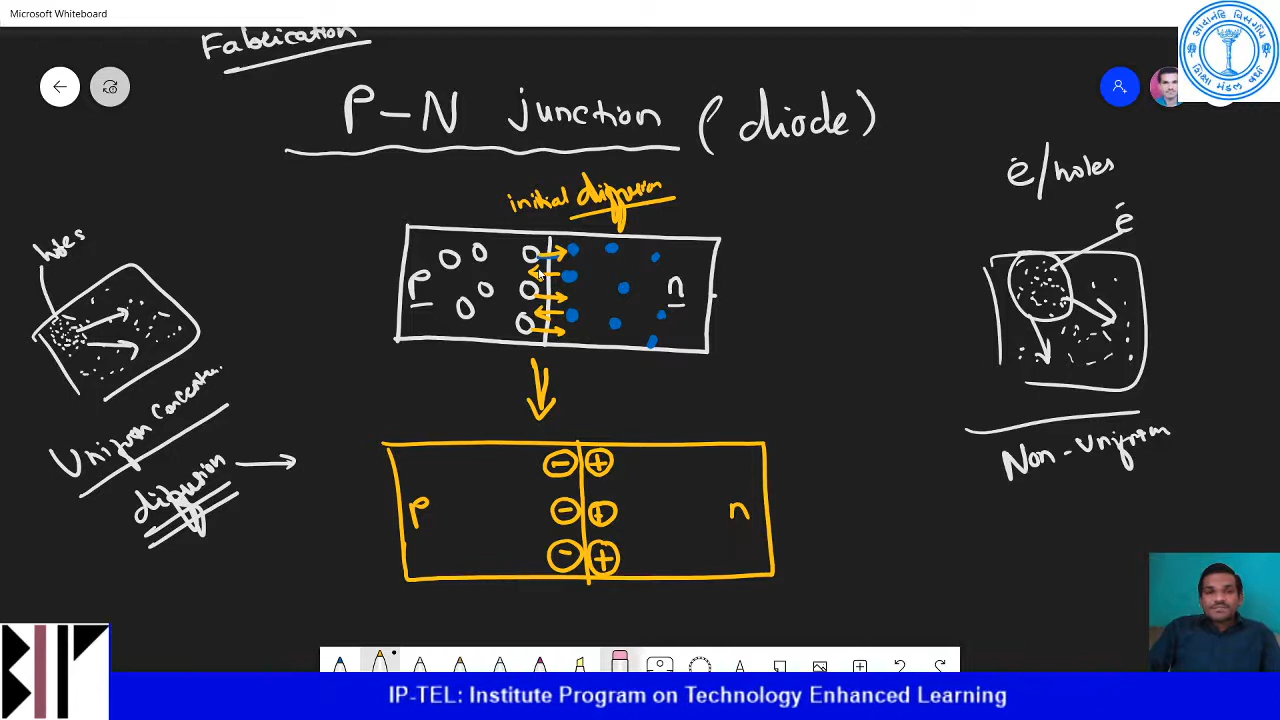 Microsoft Whiteboard
Fabrication
P-N junction (diode)
initial diffusion
ē/holes
ē
holes
p
n
Uniform Concentra.
diffusion
Non-Uniform
p
n
- +
- +
- +
IP-TEL: Institute Program on Technology Enhanced Learning